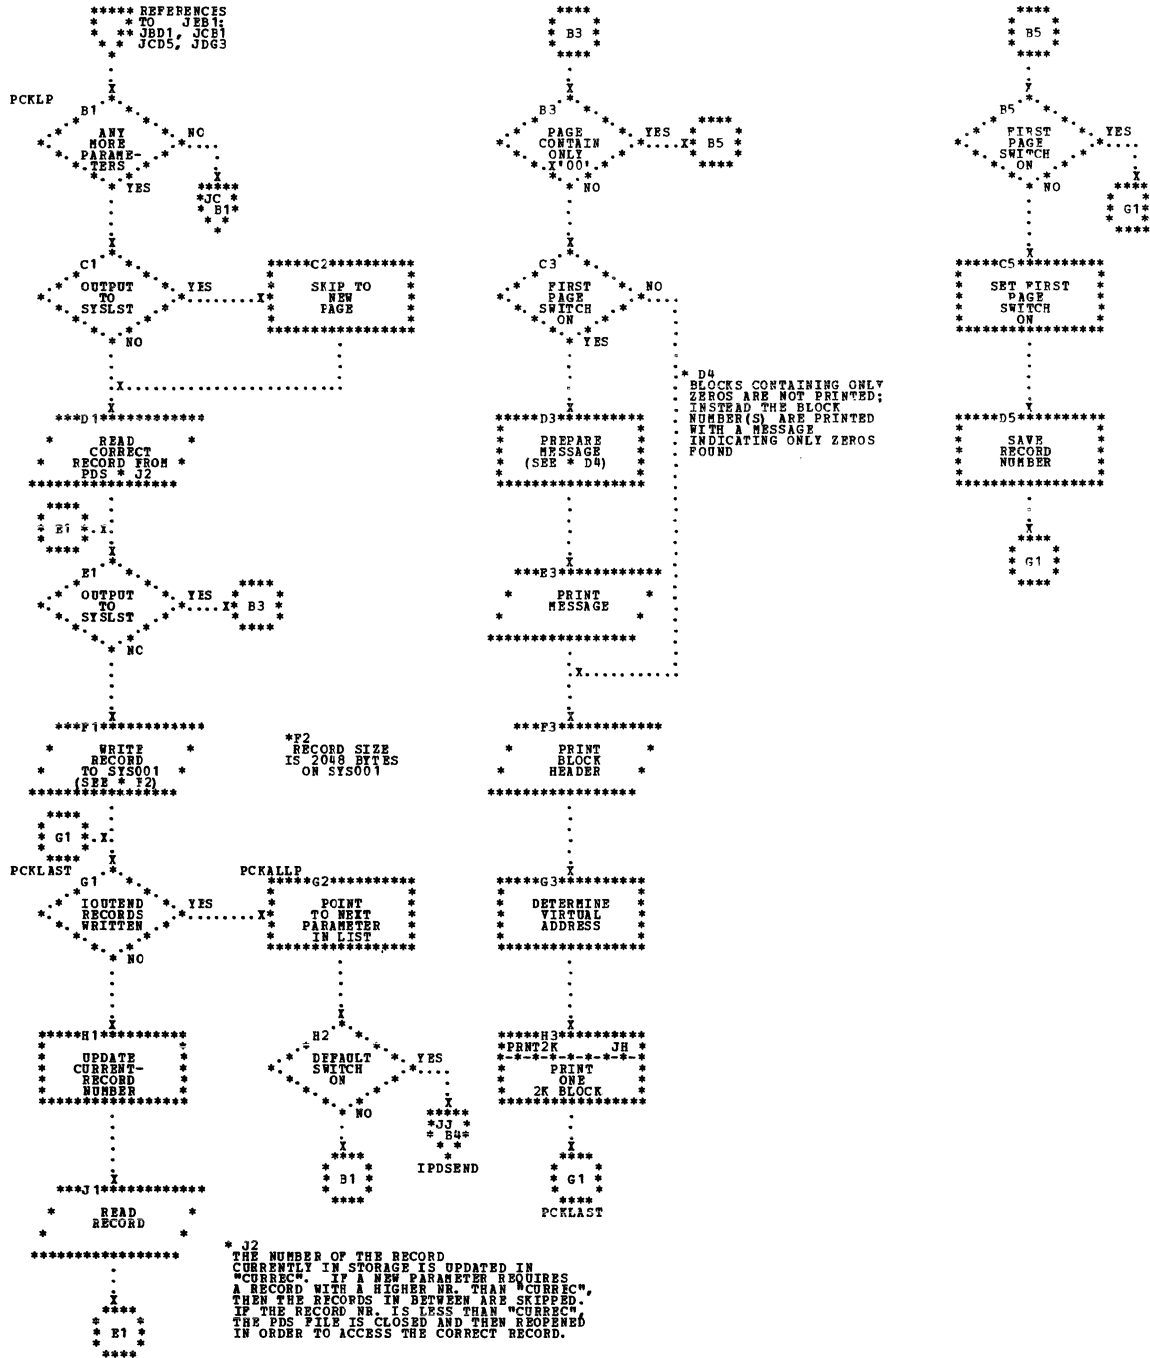 REFERENCES
TO JEB1:
JBD1, JCB1
JCD5, JDG3
PCKLP
B1
ANY
MORE
PARAME-
TERS
NO
YES
JC
B1
C1
OUTPUT
TO
SYSLST
YES
NO
C2
SKIP TO
NEW
PAGE
D1
READ
CORRECT
RECORD FROM
PDS * J2
E1
E1
OUTPUT
TO
SYSLST
YES
B3
NC
F1
WRITE
RECORD
TO SYS001
(SEE * F2)
*F2
RECORD SIZE
IS 2048 BYTES
ON SYS001
G1
PCKLAST
G1
IOUTEND
RECORDS
WRITTEN
YES
NO
PCKALLP
G2
POINT
TO NEXT
PARAMETER
IN LIST
H1
UPDATE
CURRENT-
RECORD
NUMBER
H2
DEFAULT
SWITCH
ON
YES
NO
JJ
B4
IPDSEND
B1
J1
READ
RECORD
E1
* J2
THE NUMBER OF THE RECORD
CURRENTLY IN STORAGE IS UPDATED IN
"CURREC". IF A NEW PARAMETER REQUIRES
A RECORD WITH A HIGHER NR. THAN "CURREC",
THEN THE RECORDS IN BETWEEN ARE SKIPPED.
IF THE RECORD NR. IS LESS THAN "CURREC",
THE PDS FILE IS CLOSED AND THEN REOPENED
IN ORDER TO ACCESS THE CORRECT RECORD.
B3
B3
PAGE
CONTAIN
ONLY
X'00'
YES
B5
NO
C3
FIRST
PAGE
SWITCH
ON
NO
YES
* D4
BLOCKS CONTAINING ONLY
ZEROS ARE NOT PRINTED;
INSTEAD THE BLOCK
NUMBER(S) ARE PRINTED
WITH A MESSAGE
INDICATING ONLY ZEROS
FOUND
D3
PREPARE
MESSAGE
(SEE * D4)
E3
PRINT
MESSAGE
F3
PRINT
BLOCK
HEADER
G3
DETERMINE
VIRTUAL
ADDRESS
H3
*PRNT2K JH *
PRINT
ONE
2K BLOCK
G1
PCKLAST
B5
B5
FIRST
PAGE
SWITCH
ON
YES
NO
G1
C5
SET FIRST
PAGE
SWITCH
ON
D5
SAVE
RECORD
NUMBER
G1